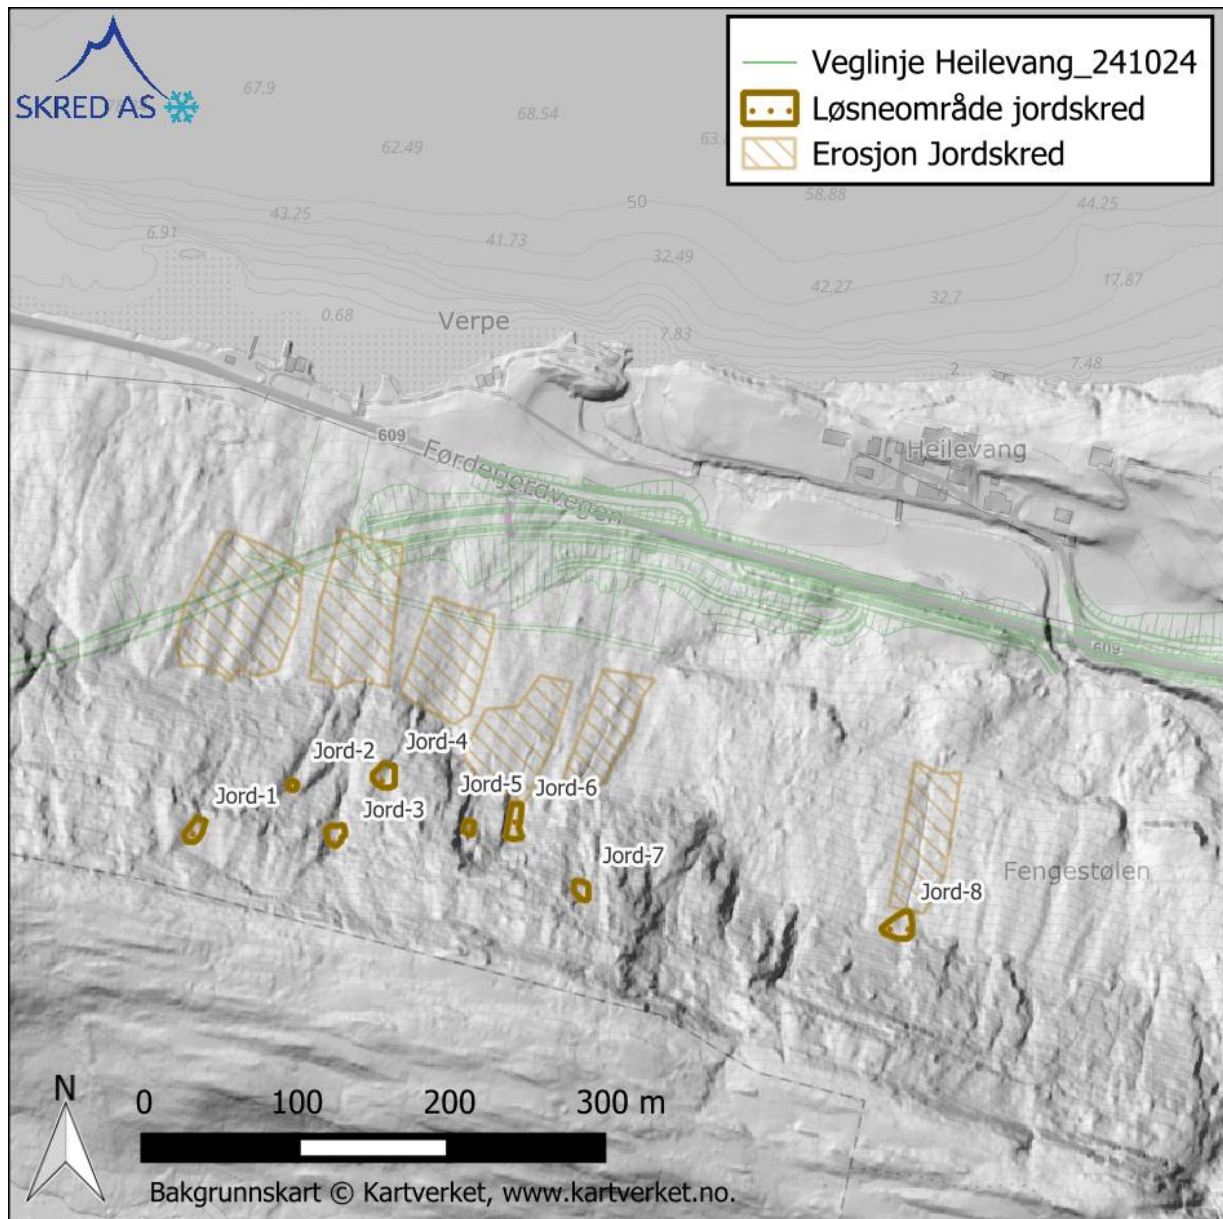 SKRED AS
Veglinje Heilevang_241024
Løsneområde jordskred
Erosjon Jordskred
67.9
68.54
62.49
58.88
44.25
50
43.25
6.91
41.73
32.49
17.87
42.27
32.7
0.68
Verpe
7.83
7.48
2
609
Førdefjordvegen
Heilevang
609
Jord-1
Jord-2
Jord-3
Jord-4
Jord-5
Jord-6
Jord-7
Jord-8
Fengestølen
N
0 100 200 300 m
Bakgrunnskart © Kartverket, www.kartverket.no.